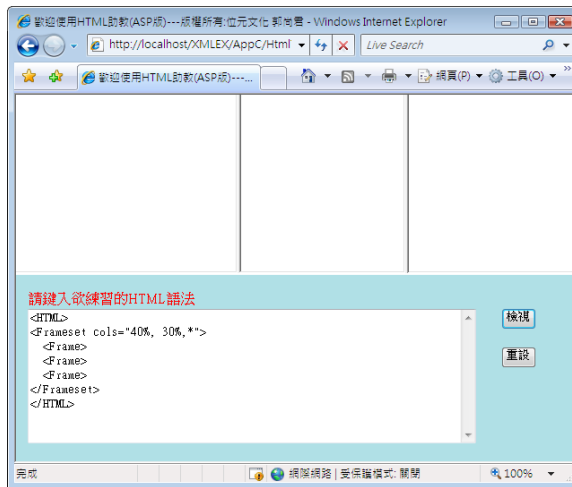 歡迎使用HTML助教(ASP版)---版權所有:位元文化 郭尚君 - Windows Internet Explorer
http://localhost/XMLEX/AppC/Html
Live Search
歡迎使用HTML助教(ASP版)---...
網頁(P)
工具(O)
»
請鍵入欲練習的HTML語法
<HTML>
<Frameset cols="40%, 30%,*">
<Frame>
<Frame>
<Frame>
</Frameset>
</HTML>
檢視
重設
完成
網際網路 | 受保護模式: 關閉
100%